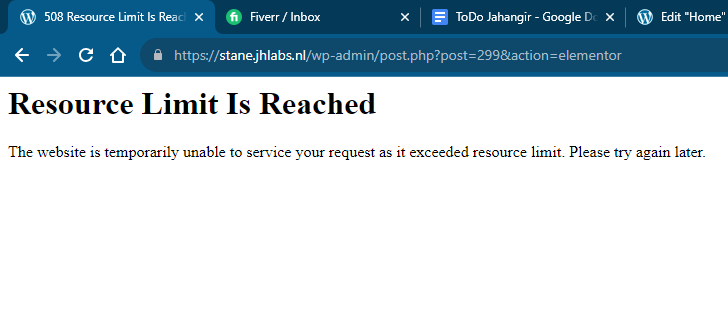 508 Resource Limit Is Reach
Fiverr / Inbox
ToDo Jahangir - Google Do
Edit "Home"
https://stane.jhlabs.nl/wp-admin/post.php?post=299&action=elementor
Resource Limit Is Reached
The website is temporarily unable to service your request as it exceeded resource limit. Please try again later.